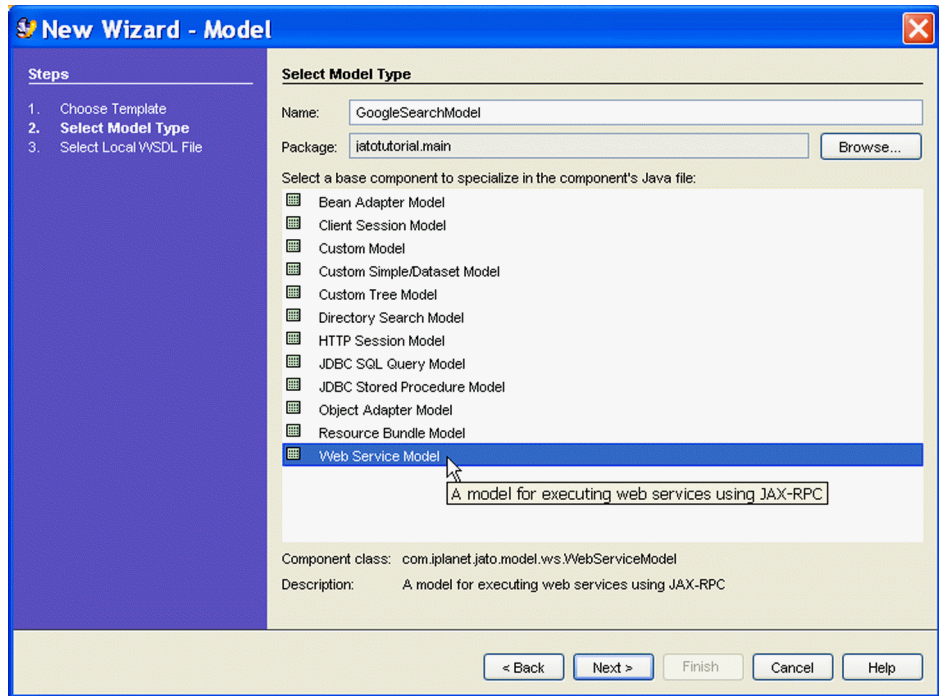 New Wizard - Model
Steps
1. Choose Template
2. Select Model Type
3. Select Local WSDL File
Select Model Type
Name: GoogleSearchModel
Package: jatotutorial.main Browse...
Select a base component to specialize in the component's Java file:
Bean Adapter Model
Client Session Model
Custom Model
Custom Simple/Dataset Model
Custom Tree Model
Directory Search Model
HTTP Session Model
JDBC SQL Query Model
JDBC Stored Procedure Model
Object Adapter Model
Resource Bundle Model
Web Service Model
A model for executing web services using JAX-RPC
Component class: com.iplanet.jato.model.ws.WebServiceModel
Description: A model for executing web services using JAX-RPC
< Back Next > Finish Cancel Help